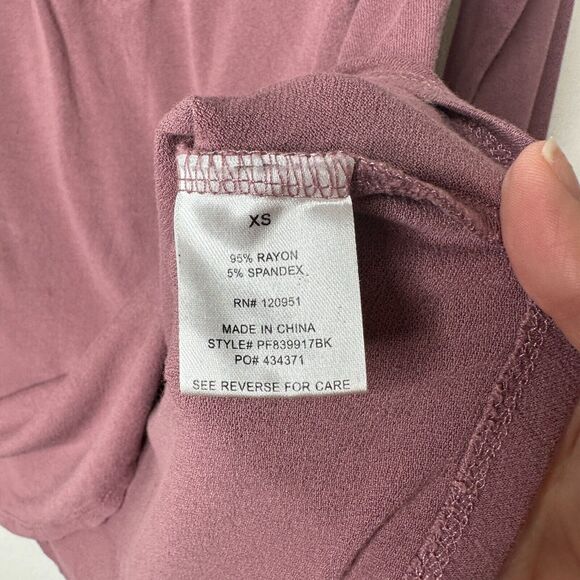 XS
95% RAYON
5% SPANDEX
RN# 120951
MADE IN CHINA
STYLE# PF839917BK
PO# 434371
SEE REVERSE FOR CARE